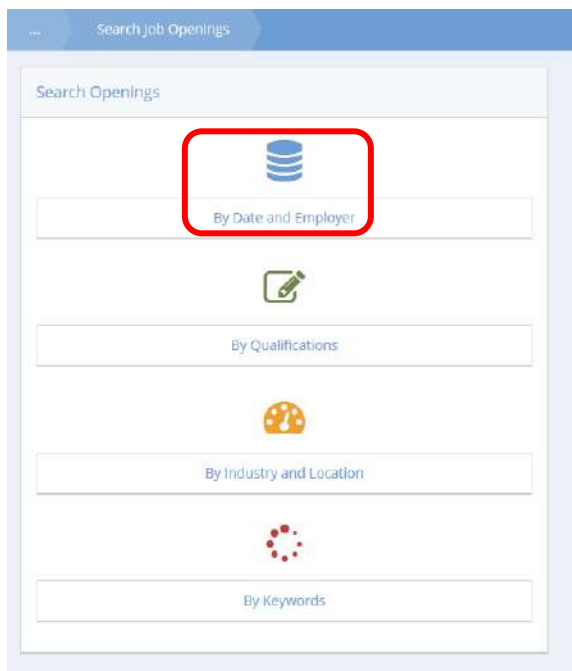 ... Search Job Openings
Search Openings
By Date and Employer
By Qualifications
By Industry and Location
By Keywords